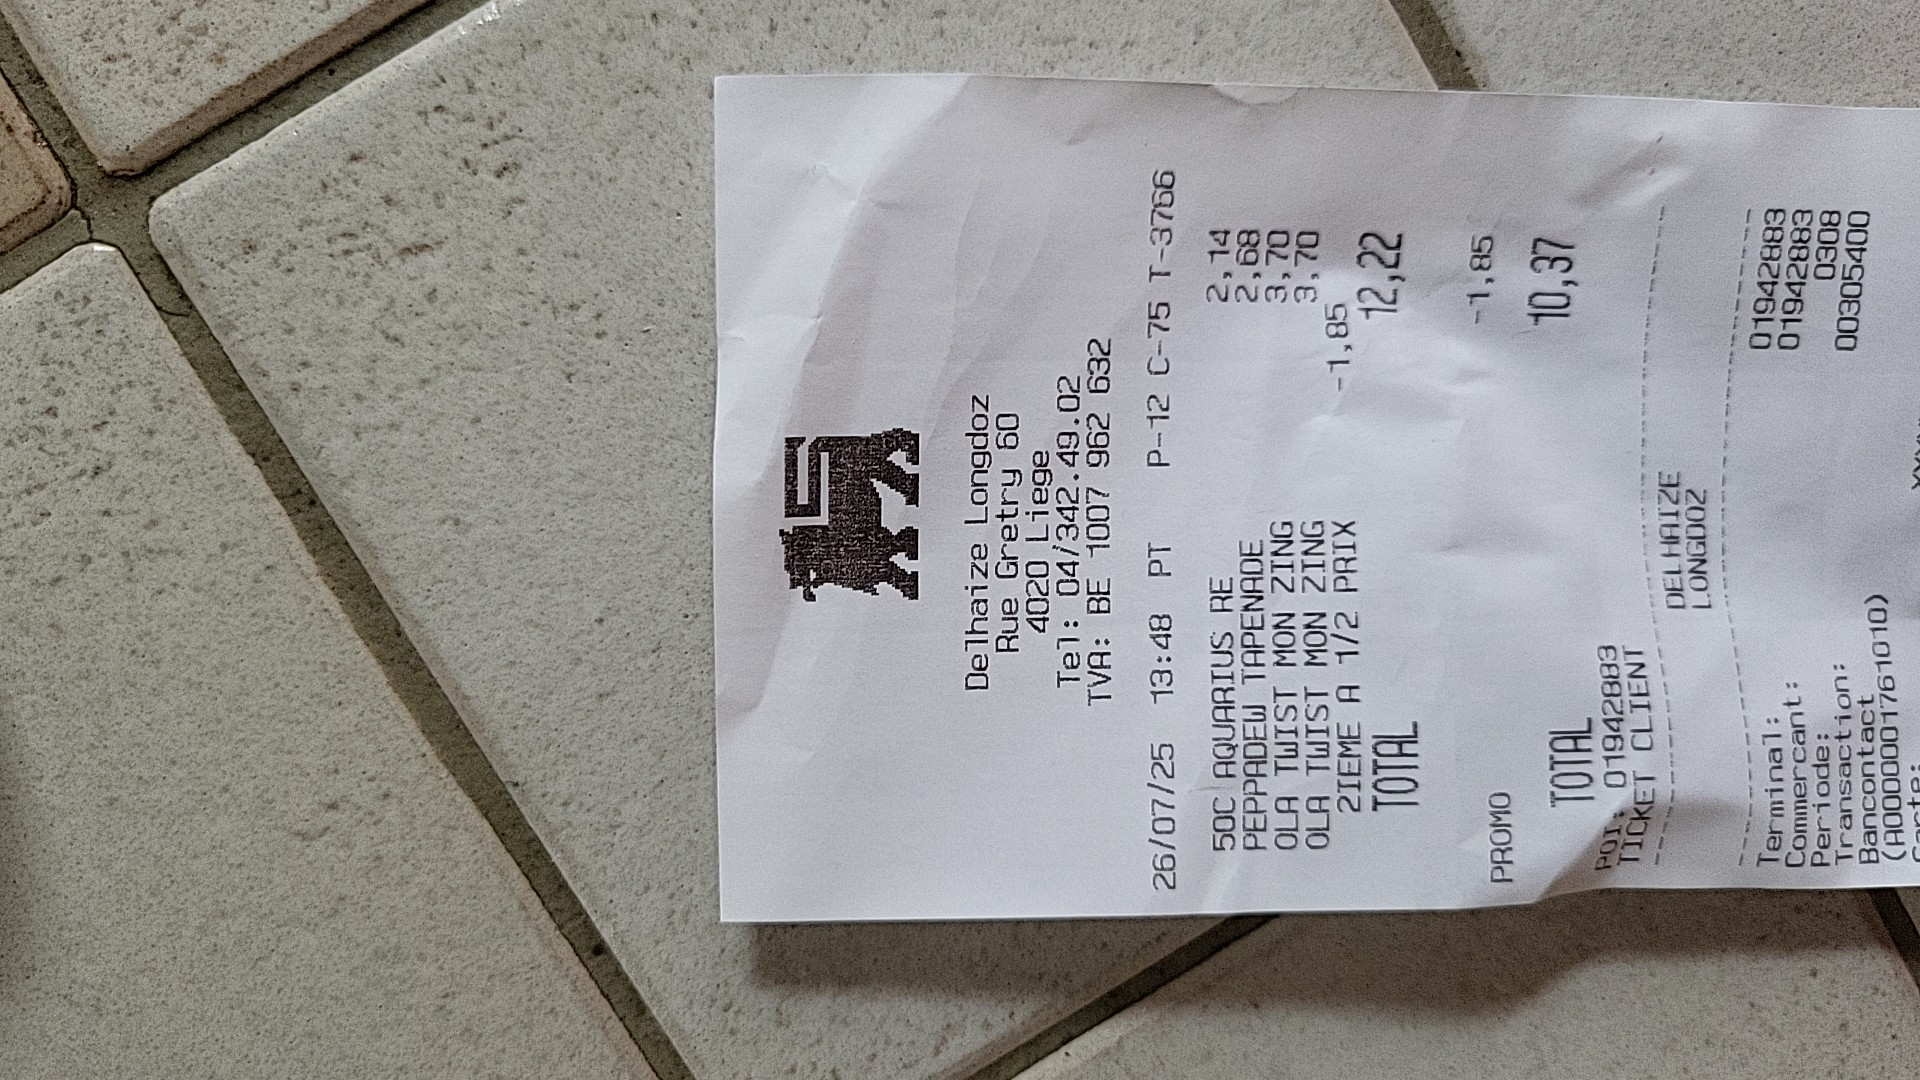 Delhaize Longdoz
Rue Gretry 60
4020 Liege
Tel: 04/342.49.02
TVA: BE 1007 962 632
26/07/25 13:48 PT P-12 C-75 T-3766
50C AQUARIUS RE 2,14
PEPPADEW TAPENADE 2,68
OLA TWIST MON ZING 3,70
OLA TWIST MON ZING 3,70
2IEME A 1/2 PRIX -1,85
TOTAL 12,22
PROMO -1,85
TOTAL 10,37
POI: 01942883
TICKET CLIENT
DELHAIZE
LONGDOZ
Terminal: 01942883
Commercant: 01942883
Periode: 0308
Transaction: 00305400
Bancontact
(A0000001761010)